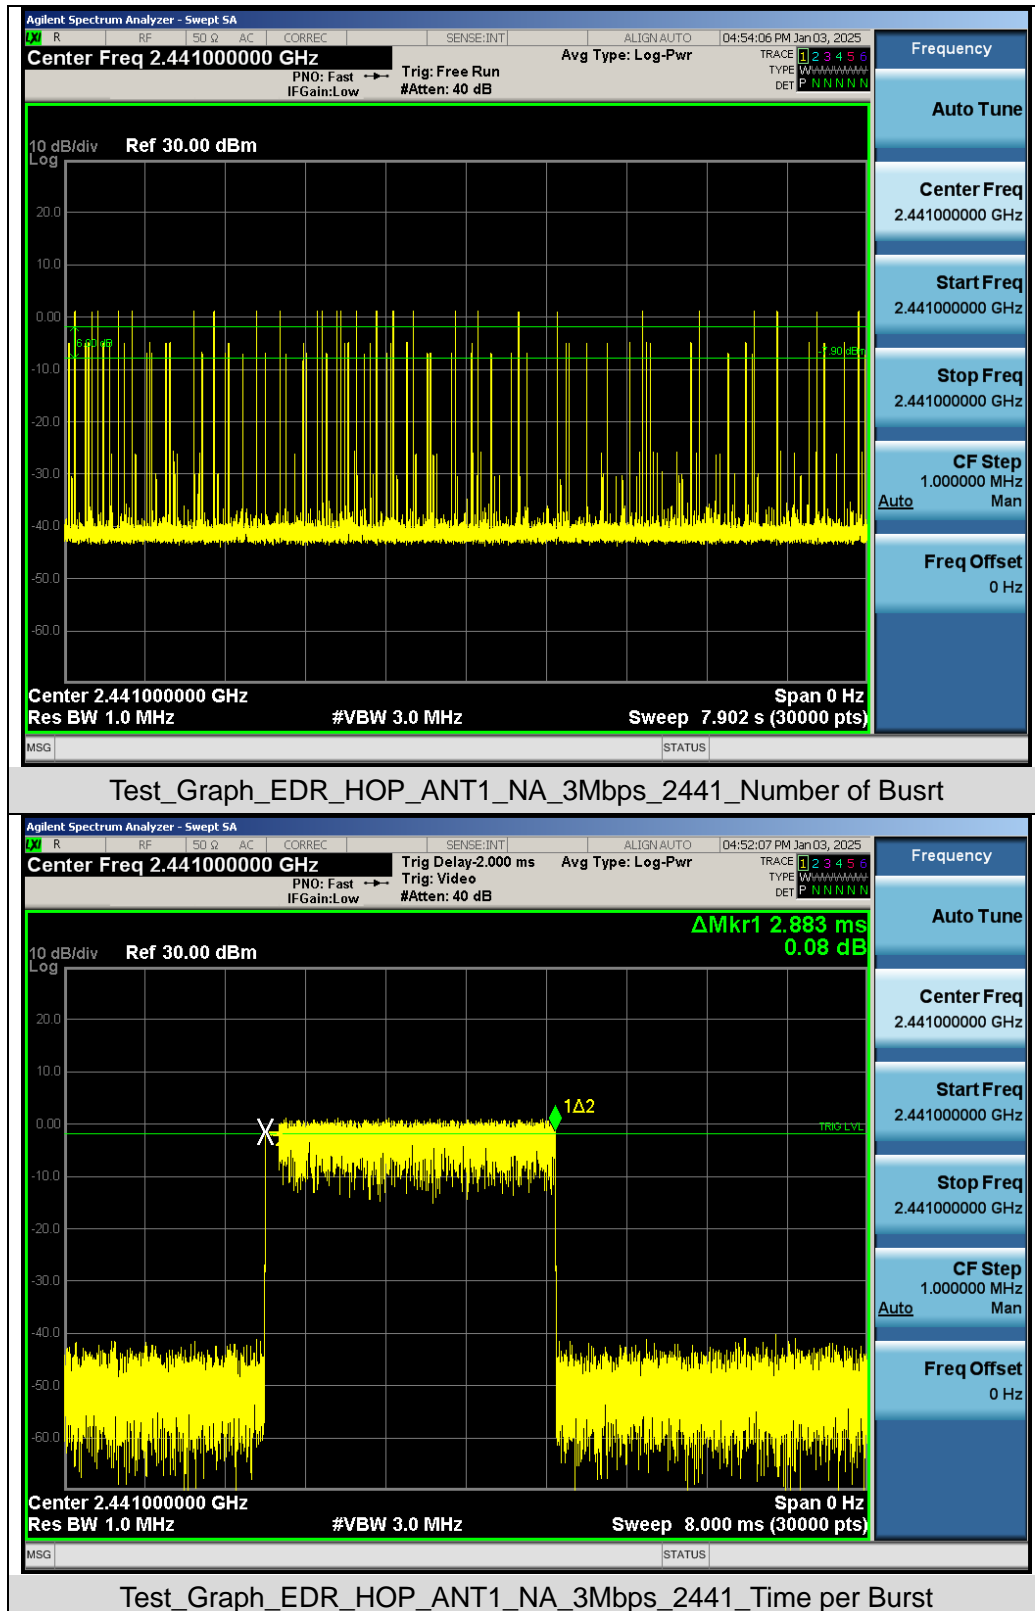 Agilent Spectrum Analyzer - Swept SA
LXI R RF 50 Ω AC CORREC SENSE:INT ALIGN AUTO 04:54:06 PM Jan 03, 2025
Center Freq 2.441000000 GHz
PNO: Fast
IFGain:Low
Trig: Free Run
#Atten: 40 dB
Avg Type: Log-Pwr
TRACE 1 2 3 4 5 6
TYPE W
DET P N N N N N
Frequency
Auto Tune
Center Freq
2.441000000 GHz
Start Freq
2.441000000 GHz
Stop Freq
2.441000000 GHz
CF Step
1.000000 MHz
Auto Man
Freq Offset
0 Hz
10 dB/div Ref 30.00 dBm
Log
20.0
10.0
0.00
-10.0
-20.0
-30.0
-40.0
-50.0
-60.0
6.00 dB
-7.90 dBm
Center 2.441000000 GHz Span 0 Hz
Res BW 1.0 MHz #VBW 3.0 MHz Sweep 7.902 s (30000 pts)
MSG STATUS
Test_Graph_EDR_HOP_ANT1_NA_3Mbps_2441_Number of Busrt
Agilent Spectrum Analyzer - Swept SA
LXI R RF 50 Ω AC CORREC SENSE:INT ALIGN AUTO 04:52:07 PM Jan 03, 2025
Center Freq 2.441000000 GHz
PNO: Fast
IFGain:Low
Trig Delay-2.000 ms
Trig: Video
#Atten: 40 dB
Avg Type: Log-Pwr
TRACE 1 2 3 4 5 6
TYPE W
DET P N N N N N
Frequency
Auto Tune
Center Freq
2.441000000 GHz
Start Freq
2.441000000 GHz
Stop Freq
2.441000000 GHz
CF Step
1.000000 MHz
Auto Man
Freq Offset
0 Hz
ΔMkr1 2.883 ms
0.08 dB
10 dB/div Ref 30.00 dBm
Log
20.0
10.0
0.00
-10.0
-20.0
-30.0
-40.0
-50.0
-60.0
1Δ2
TRIG LVL
Center 2.441000000 GHz Span 0 Hz
Res BW 1.0 MHz #VBW 3.0 MHz Sweep 8.000 ms (30000 pts)
MSG STATUS
Test_Graph_EDR_HOP_ANT1_NA_3Mbps_2441_Time per Burst